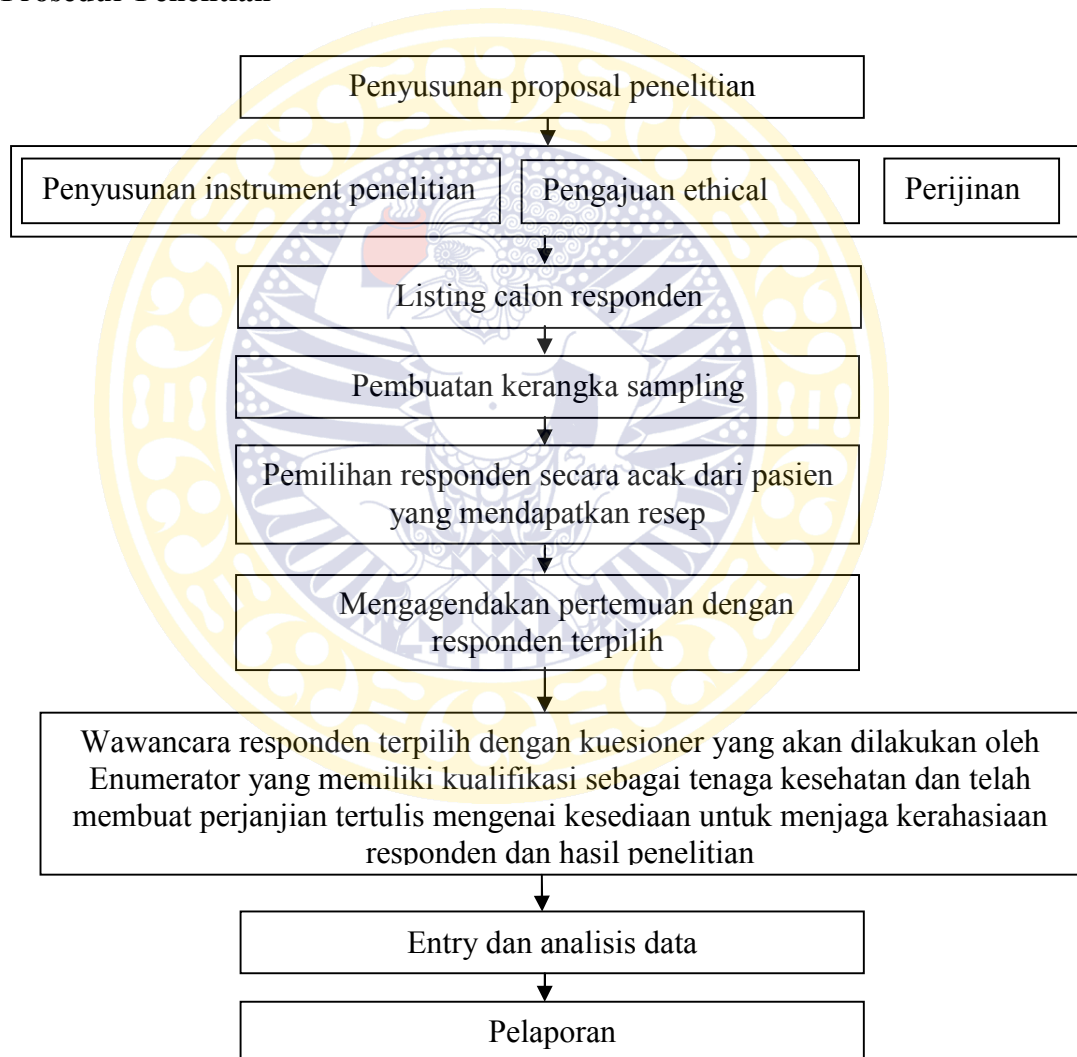 Prosedur Penelitian
Penyusunan proposal penelitian
Penyusunan instrument penelitian
Pengajuan ethical
Perijinan
Listing calon responden
Pembuatan kerangka sampling
Pemilihan responden secara acak dari pasien
yang mendapatkan resep
Mengagendakan pertemuan dengan
responden terpilih
Wawancara responden terpilih dengan kuesioner yang akan dilakukan oleh
Enumerator yang memiliki kualifikasi sebagai tenaga kesehatan dan telah
membuat perjanjian tertulis mengenai kesediaan untuk menjaga kerahasiaan
responden dan hasil penelitian
Entry dan analisis data
Pelaporan